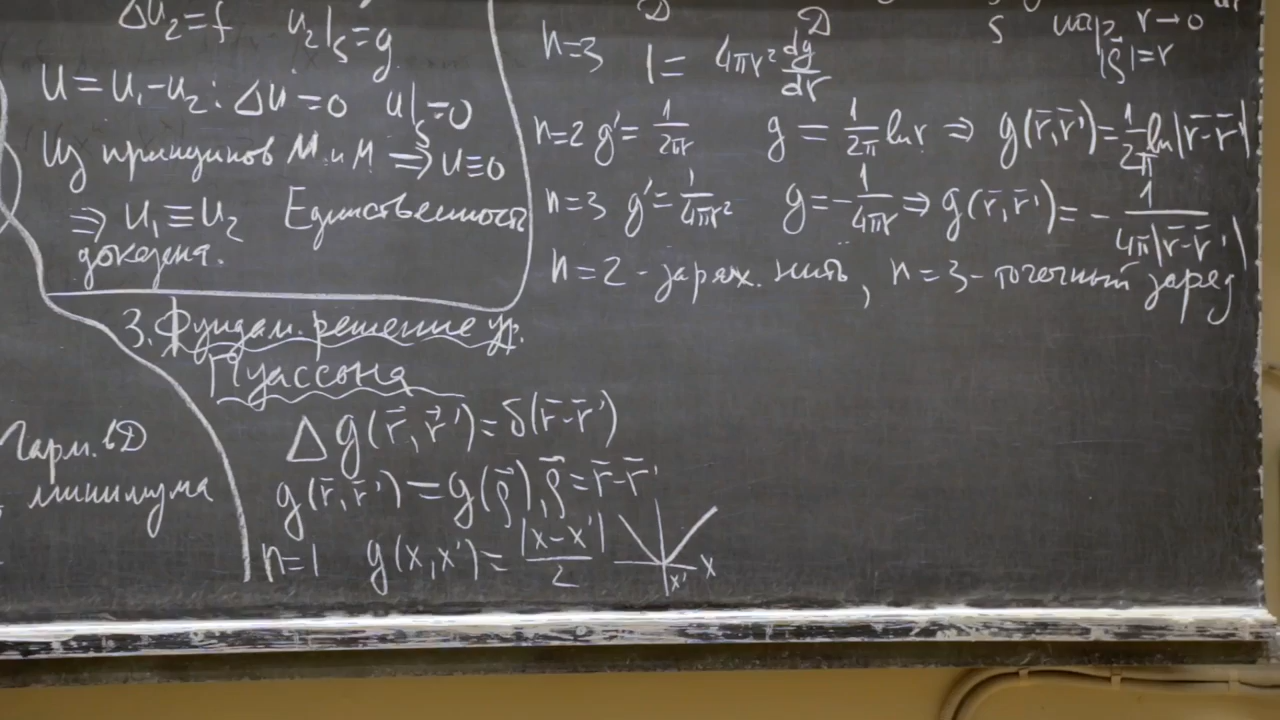 Δu₂=f u₂|ₛ=g
u=u₁-u₂: Δu=0 u|ₛ=0
Из принципов М. и М ⇒ u≡0
⇒ u₁≡u₂ Единственность
доказана.
3. Фундам. решение ур.
Пуассона
Δg(r̄,r̄')=δ(r̄-r̄')
g(r̄,r̄')=g(ρ̄), ρ̄=r̄-r̄'
n=1 g(x,x')=|x-x'|/2
x' x
Гарм. в D
минимума
D D
S r→0
|ρ̄|=r
n=3 1= 4πr² dg/dr
n=2 g'=1/2πr g=1/2π ln r ⇒ g(r̄,r̄')=1/2π ln|r̄-r̄'|
n=3 g'=1/4πr² g=-1/4πr ⇒ g(r̄,r̄')=-1/4π|r̄-r̄'|
n=2 - заряж. нить, n=3 - точечный заряд